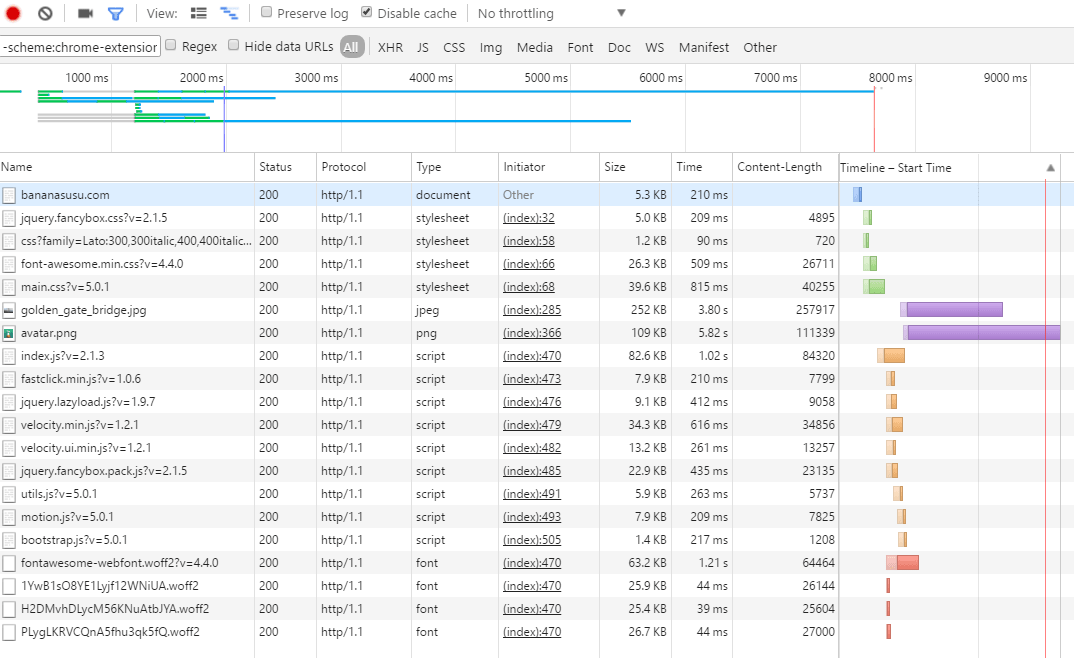 View: Preserve log Disable cache No throttling
-scheme:chrome-extension Regex Hide data URLs All XHR JS CSS Img Media Font Doc WS Manifest Other
1000 ms 2000 ms 3000 ms 4000 ms 5000 ms 6000 ms 7000 ms 8000 ms 9000 ms
Name Status Protocol Type Initiator Size Time Content-Length Timeline – Start Time
bananasusu.com 200 http/1.1 document Other 5.3 KB 210 ms
jquery.fancybox.css?v=2.1.5 200 http/1.1 stylesheet (index):32 5.0 KB 209 ms 4895
css?family=Lato:300,300italic,400,400italic... 200 http/1.1 stylesheet (index):58 1.2 KB 90 ms 720
font-awesome.min.css?v=4.4.0 200 http/1.1 stylesheet (index):66 26.3 KB 509 ms 26711
main.css?v=5.0.1 200 http/1.1 stylesheet (index):68 39.6 KB 815 ms 40255
golden_gate_bridge.jpg 200 http/1.1 jpeg (index):285 252 KB 3.80 s 257917
avatar.png 200 http/1.1 png (index):366 109 KB 5.82 s 111339
index.js?v=2.1.3 200 http/1.1 script (index):470 82.6 KB 1.02 s 84320
fastclick.min.js?v=1.0.6 200 http/1.1 script (index):473 7.9 KB 210 ms 7799
jquery.lazyload.js?v=1.9.7 200 http/1.1 script (index):476 9.1 KB 412 ms 9058
velocity.min.js?v=1.2.1 200 http/1.1 script (index):479 34.3 KB 616 ms 34856
velocity.ui.min.js?v=1.2.1 200 http/1.1 script (index):482 13.2 KB 261 ms 13257
jquery.fancybox.pack.js?v=2.1.5 200 http/1.1 script (index):485 22.9 KB 435 ms 23135
utils.js?v=5.0.1 200 http/1.1 script (index):491 5.9 KB 263 ms 5737
motion.js?v=5.0.1 200 http/1.1 script (index):493 7.9 KB 209 ms 7825
bootstrap.js?v=5.0.1 200 http/1.1 script (index):505 1.4 KB 217 ms 1208
fontawesome-webfont.woff2?v=4.4.0 200 http/1.1 font (index):470 63.2 KB 1.21 s 64464
1YwB1sO8YE1Lyjf12WNiUA.woff2 200 http/1.1 font (index):470 25.9 KB 44 ms 26144
H2DMvhDLycM56KNuAtbJYA.woff2 200 http/1.1 font (index):470 25.4 KB 39 ms 25604
PLygLKRVCQnA5fhu3qk5fQ.woff2 200 http/1.1 font (index):470 26.7 KB 44 ms 27000